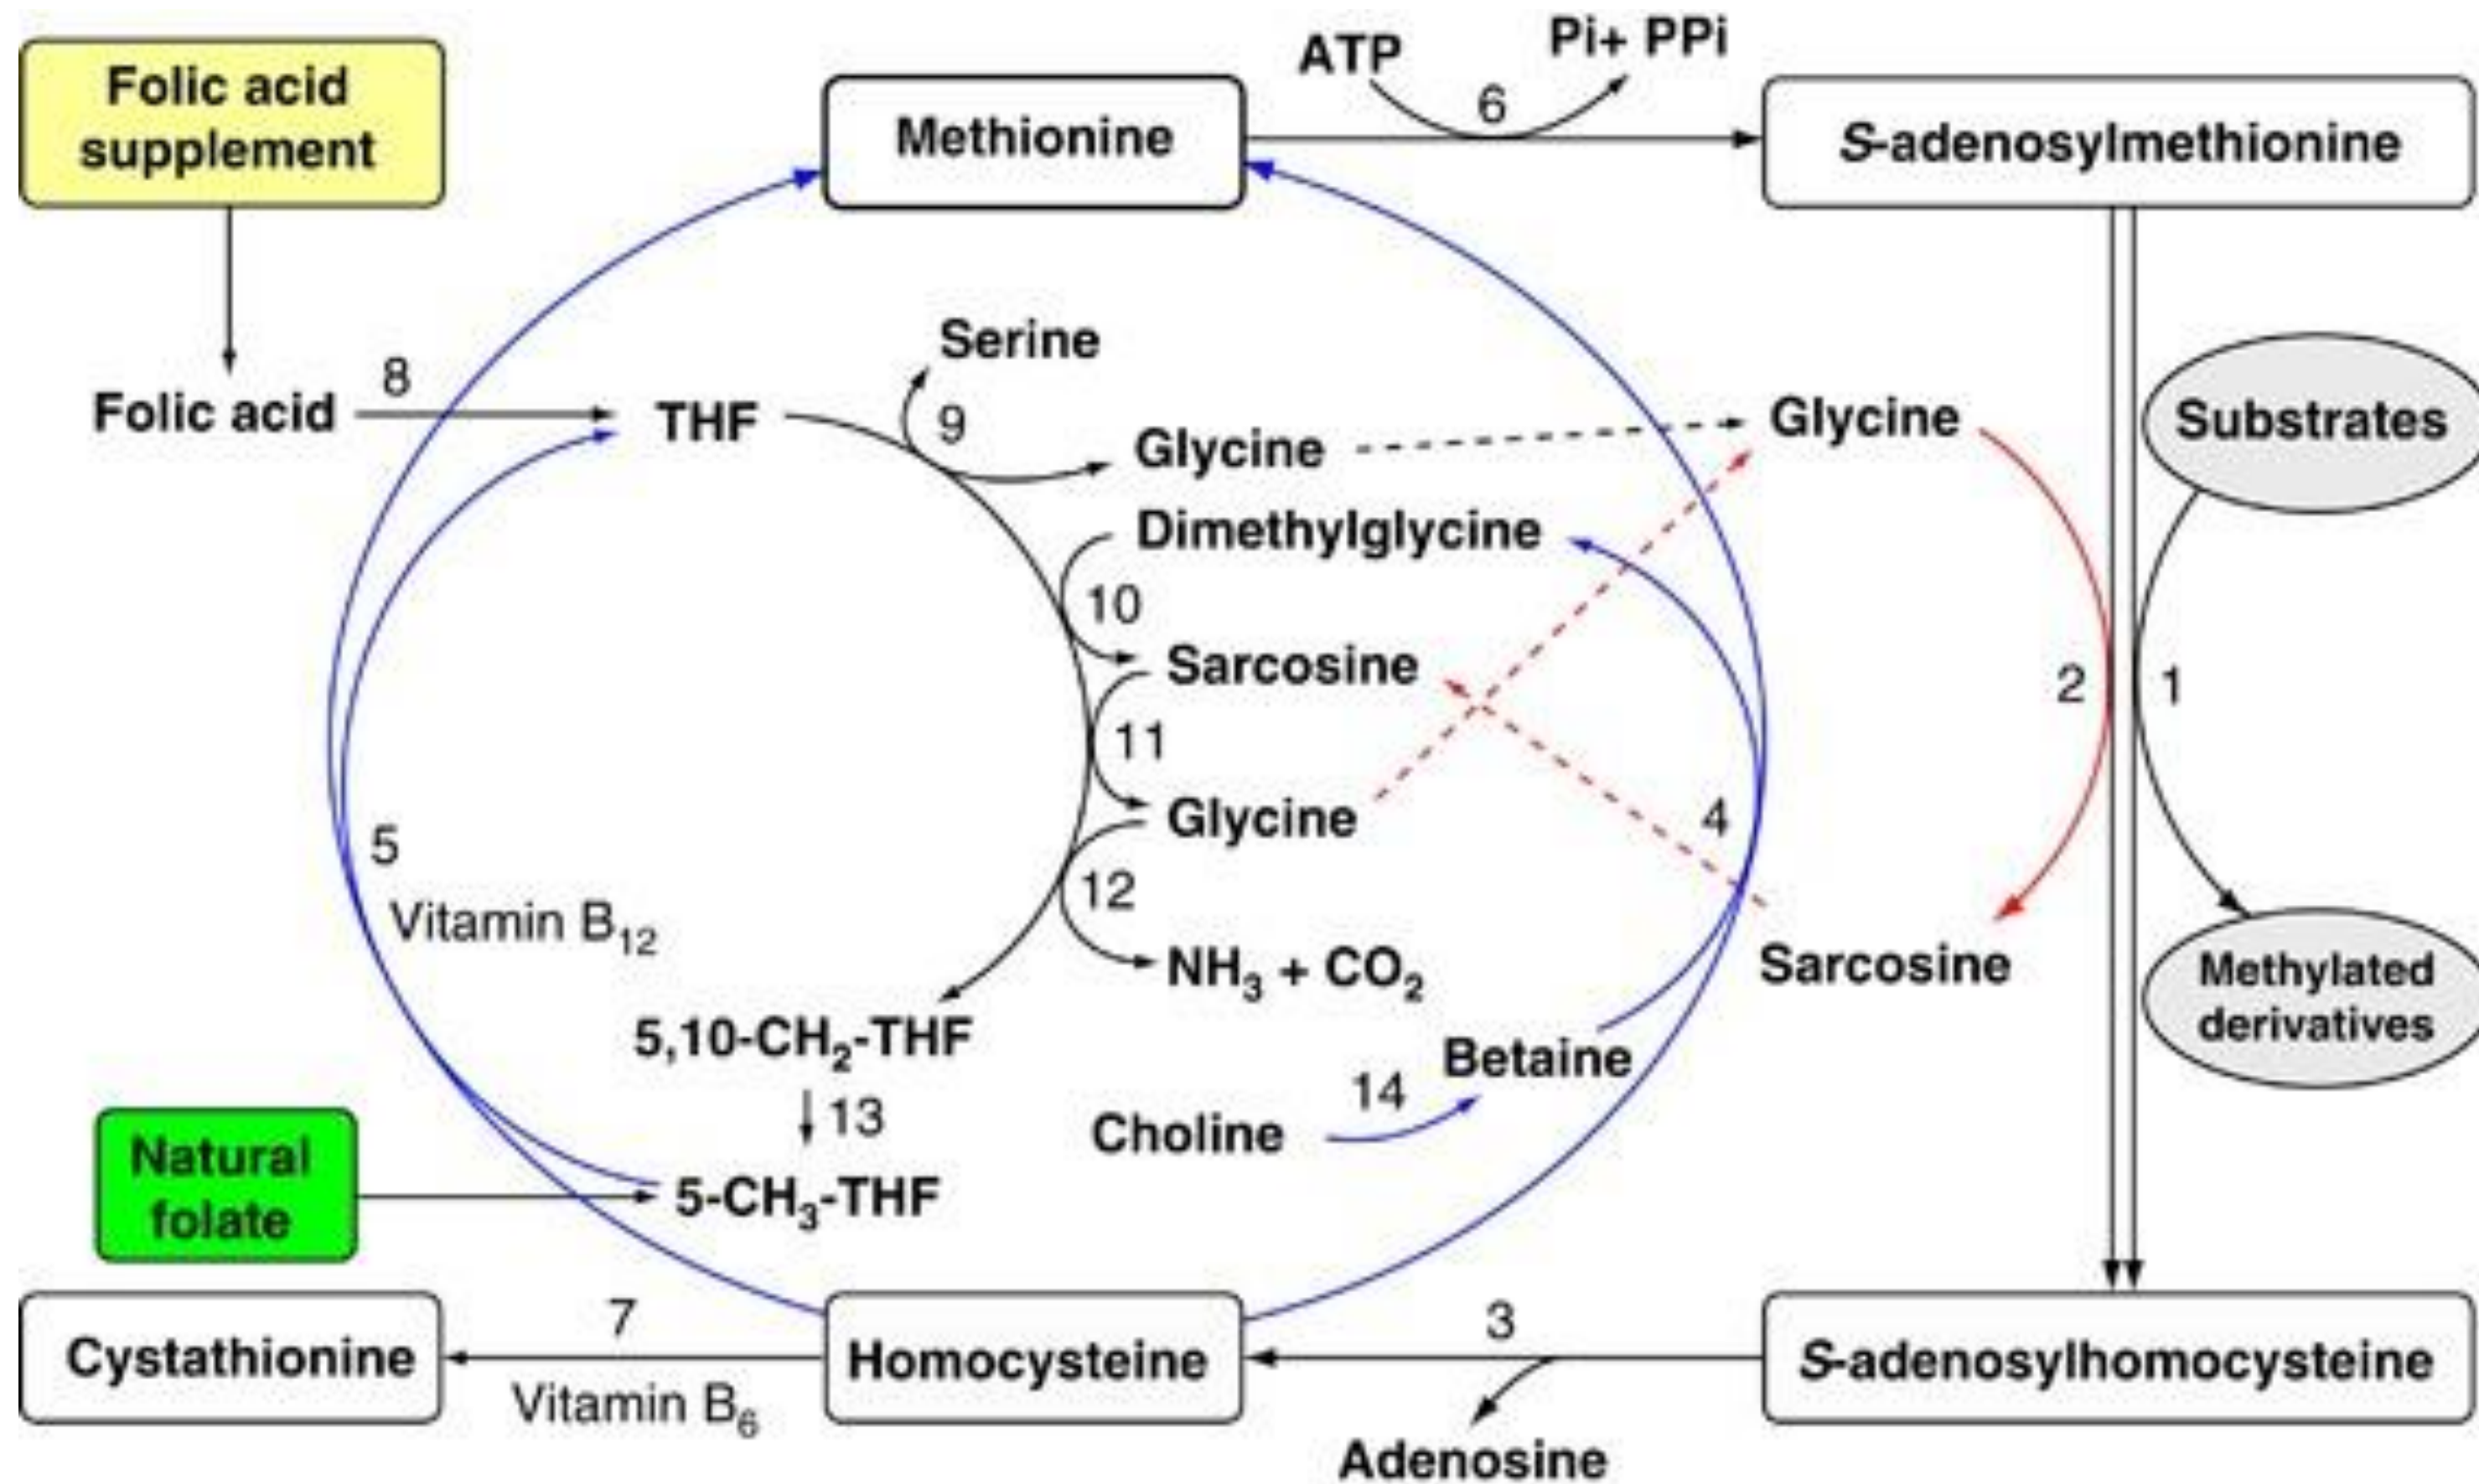 ATP
Pi+ PPi
Folic acid
supplement
Methionine
6
S-adenosylmethionine
Serine
8
Folic acid
THF
9
Glycine
Glycine
Substrates
Dimethylglycine
10
Sarcosine
2
1
11
Glycine
4
5
12
Vitamin B12
NH3 + CO2
Sarcosine
Methylated
derivatives
5,10-CH2-THF
Betaine
14
13
Choline
Natural
folate
5-CH3-THF
7
3
Cystathionine
Homocysteine
S-adenosylhomocysteine
Vitamin B6
Adenosine